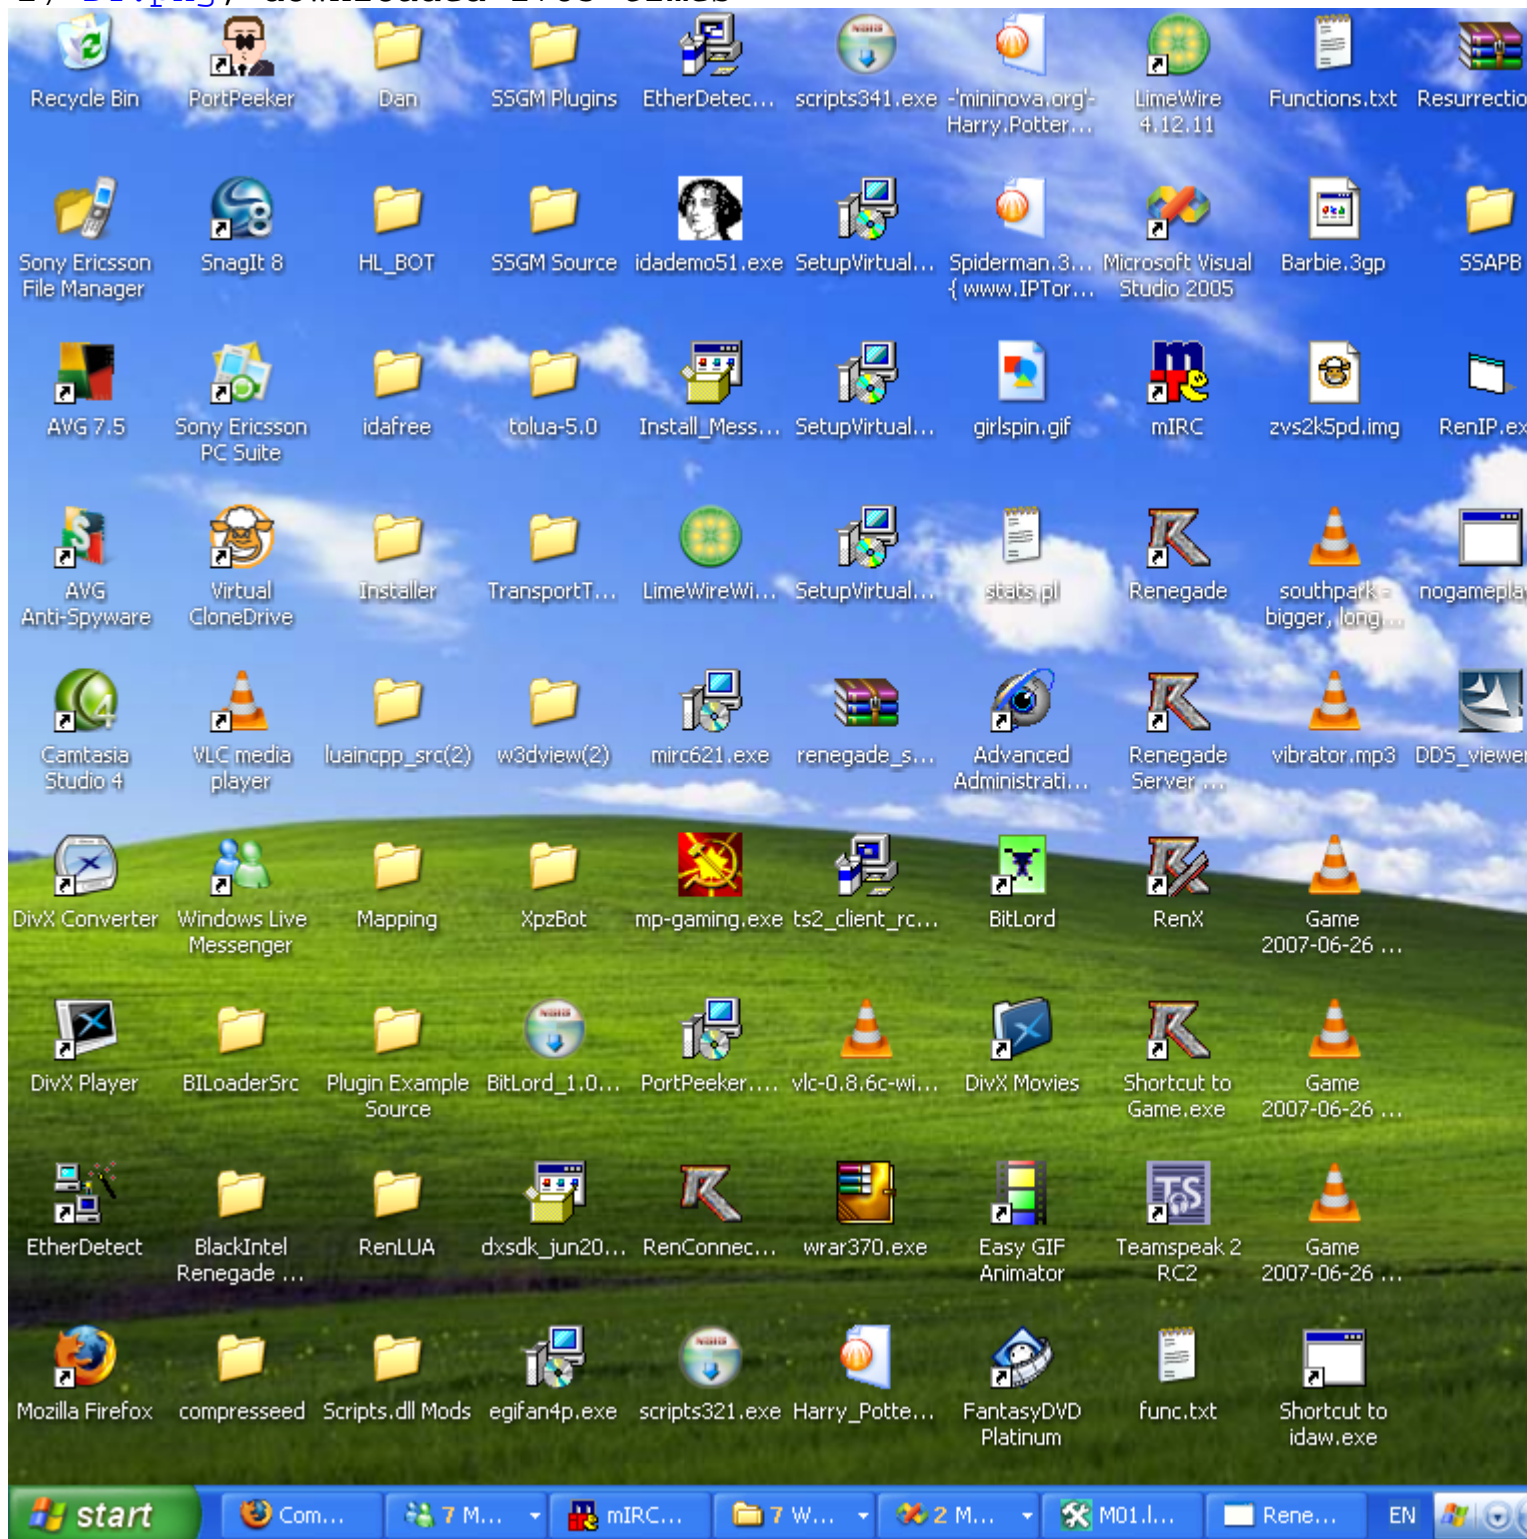 Recycle Bin PortPeeker Dan SSGM Plugins EtherDetec... scripts341.exe -'mininova.org'- LimeWire Functions.txt Resurrectio
Harry.Potter... 4.12.11
Sony Ericsson SnagIt 8 HL_BOT SSGM Source idademo51.exe SetupVirtual... Spiderman.3... Microsoft Visual Barbie.3gp SSAPB
File Manager { www.IPTor... Studio 2005
AVG 7.5 Sony Ericsson idafree tolua-5.0 Install_Mess... SetupVirtual... girlspin.gif mIRC zvs2k5pd.img RenIP.ex
PC Suite
AVG Virtual Installer TransportT... LimeWireWi... SetupVirtual... stats.pl Renegade southpark - nogamepla
Anti-Spyware CloneDrive bigger, long...
Camtasia VLC media luaincpp_src(2) w3dview(2) mirc621.exe renegade_s... Advanced Renegade vibrator.mp3 DDS_viewer
Studio 4 player Administrati... Server ...
DivX Converter Windows Live Mapping XpzBot mp-gaming.exe ts2_client_rc... BitLord RenX Game
Messenger 2007-06-26 ...
DivX Player BILoaderSrc Plugin Example BitLord_1.0... PortPeeker.... vlc-0.8.6c-wi... DivX Movies Shortcut to Game
Source Game.exe 2007-06-26 ...
EtherDetect BlackIntel RenLUA dxsdk_jun20... RenConnec... wrar370.exe Easy GIF Teamspeak 2 Game
Renegade ... Animator RC2 2007-06-26 ...
Mozilla Firefox compresseed Scripts.dll Mods egifan4p.exe scripts321.exe Harry_Potte... FantasyDVD func.txt Shortcut to
Platinum idaw.exe
start Com... 7 M... mIRC... 7 W... 2 M... M01.l... Rene... EN